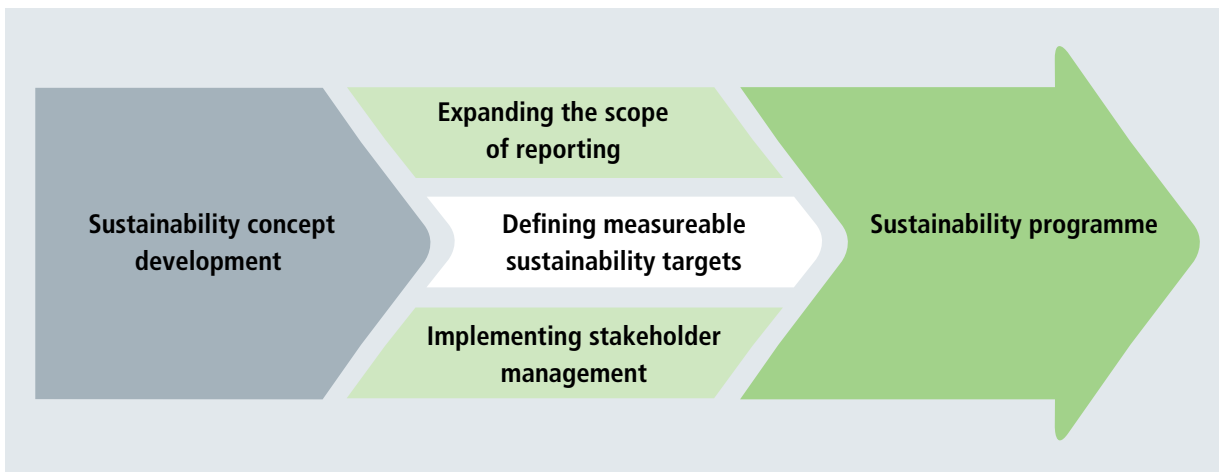 Sustainability concept
development
Expanding the scope
of reporting
Defining measureable
sustainability targets
Implementing stakeholder
management
Sustainability programme